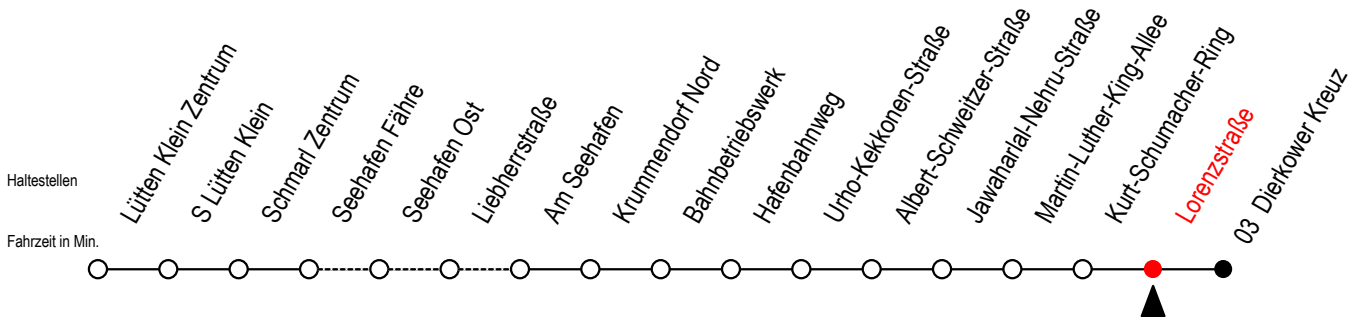 Haltestellen
Lütten Klein Zentrum
S Lütten Klein
Schmarl Zentrum
Seehafen Fähre
Seehafen Ost
Liebherrstraße
Am Seehafen
Krummendorf Nord
Bahnbetriebswerk
Hafenbahnweg
Urho-Kekkonen-Straße
Albert-Schweitzer-Straße
Jawaharlal-Nehru-Straße
Martin-Luther-King-Allee
Kurt-Schumacher-Ring
Lorenzstraße
03 Dierkower Kreuz
Fahrzeit in Min.